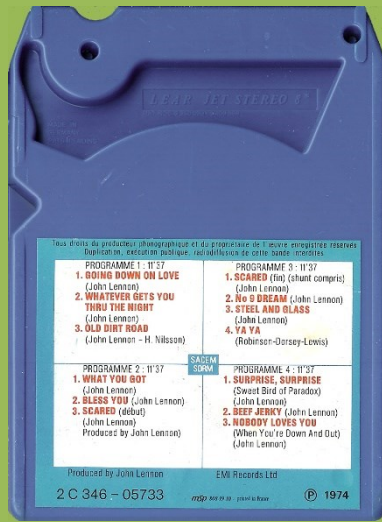 LEAR JET STEREO 8
Tous droits du producteur phonographique et du propriétaire de l'œuvre enregistrée réservés
Duplication, exécution publique, radiodiffusion de cette bande interdites
PROGRAMME 1 : 11'37
1. GOING DOWN ON LOVE
(John Lennon)
2. WHATEVER GETS YOU
THRU THE NIGHT
(John Lennon)
3. OLD DIRT ROAD
(John Lennon - H. Nilsson)
PROGRAMME 3 : 11'37
1. SCARED (fin) (shunt compris)
(John Lennon)
2. No 9 DREAM (John Lennon)
3. STEEL AND GLASS
(John Lennon)
4. YA YA
(Robinson-Dorsey-Lewis)
SACEM
SDRM
PROGRAMME 2 : 11'37
1. WHAT YOU GOT
(John Lennon)
2. BLESS YOU (John Lennon)
3. SCARED (début)
(John Lennon)
Produced by John Lennon)
PROGRAMME 4 : 11'37
1. SURPRISE, SURPRISE
(Sweet Bird of Paradox)
(John Lennon)
2. BEEF JERKY (John Lennon)
3. NOBODY LOVES YOU
(When You're Down And Out)
(John Lennon)
Produced by John Lennon
EMI Records Ltd
2 C 346 - 05733
printed in France
Ⓟ 1974